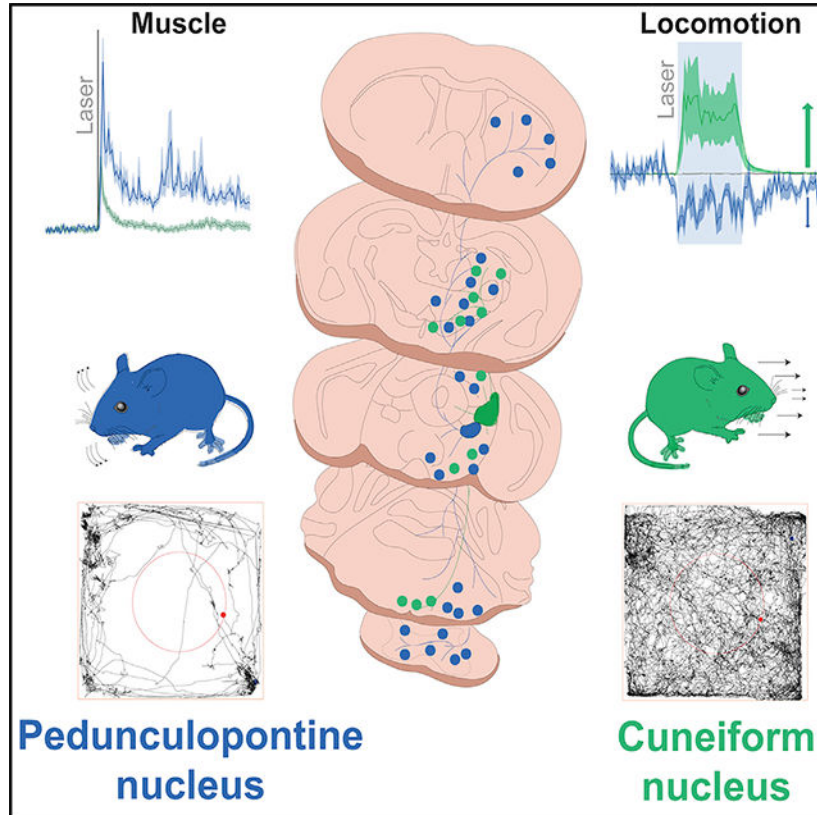 Muscle
Locomotion
Laser
Laser
Pedunculopontine
nucleus
Cuneiform
nucleus